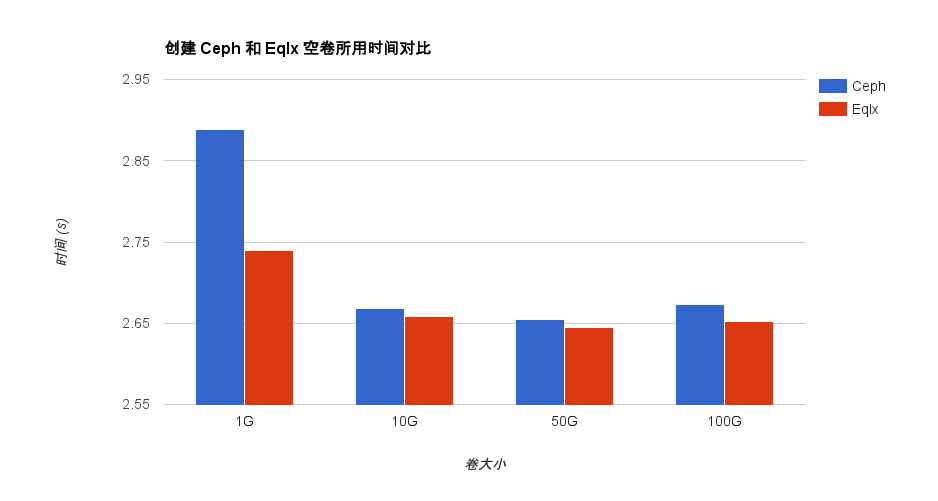 创建 Ceph 和 Eqlx 空卷所用时间对比
2.95
2.85
2.75
2.65
2.55
时间 (s)
1G
10G
50G
100G
卷大小
Ceph
Eqlx